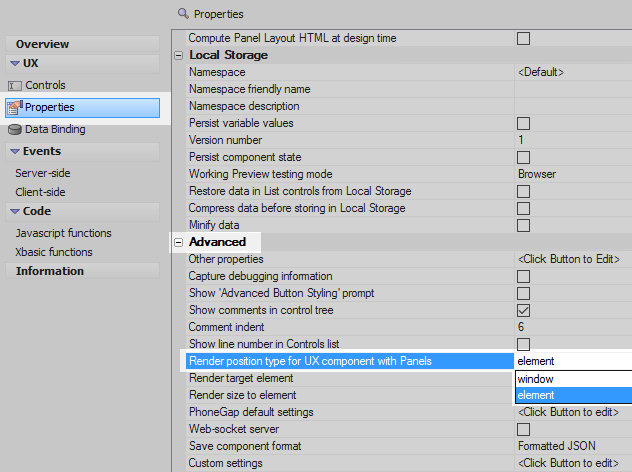 Properties
Overview
UX
Controls
Properties
Data Binding
Events
Server-side
Client-side
Code
Javascript functions
Xbasic functions
Information
Compute Panel Layout HTML at design time
Local Storage
Namespace <Default>
Namespace friendly name
Namespace description
Persist variable values
Version number 1
Persist component state
Working Preview testing mode Browser
Restore data in List controls from Local Storage
Compress data before storing in Local Storage
Minify data
Advanced
Other properties <Click Button to Edit>
Capture debugging information
Show 'Advanced Button Styling' prompt
Show comments in control tree
Comment indent 6
Show line number in Controls list
Render position type for UX component with Panels element
Render target element window
Render size to element element
PhoneGap default settings <Click Button to edit>
Web-socket server
Save component format Formatted JSON
Custom settings <Click Button to edit>